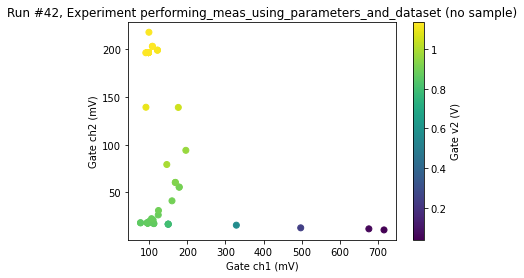 Run #42, Experiment performing_meas_using_parameters_and_dataset (no sample)
200
150
100
50
Gate ch2 (mV)
100 200 300 400 500 600 700
Gate ch1 (mV)
1
0.8
0.6
0.4
0.2
Gate v2 (V)